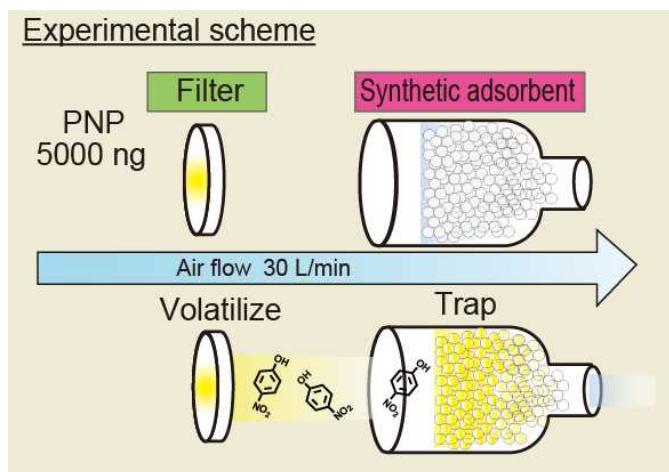 Experimental scheme
Filter
Synthetic adsorbent
PNP
5000 ng
Air flow 30 L/min
Volatilize
Trap
OH
NO2
OH
NO2
OH
NO2